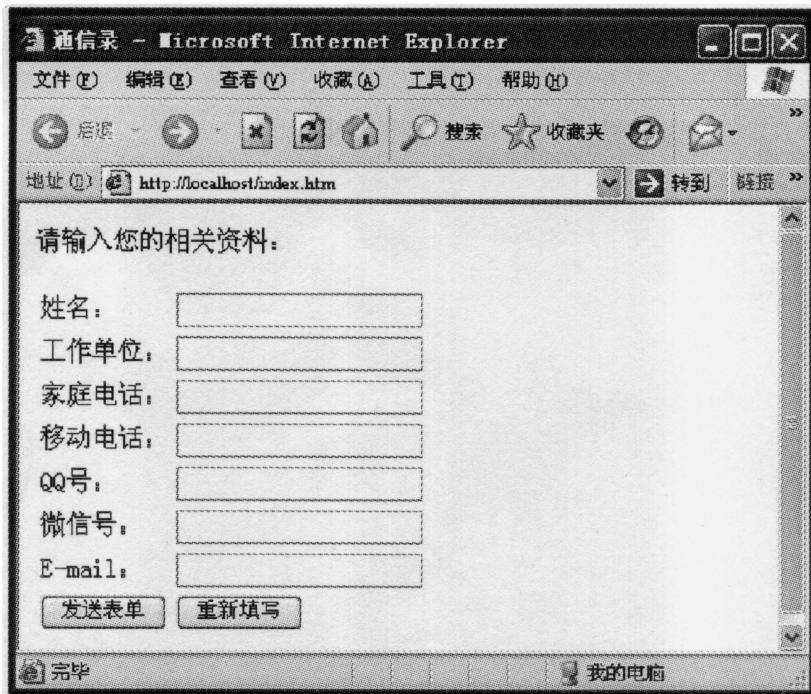 通信录 - Microsoft Internet Explorer
文件(F) 编辑(E) 查看(V) 收藏(A) 工具(T) 帮助(H)
后退 搜索 收藏夹 »
地址(D) http://localhost/index.htm 转到 链接 »
请输入您的相关资料：
姓名：
工作单位：
家庭电话：
移动电话：
QQ号：
微信号：
E-mail：
发送表单 重新填写
完毕 我的电脑